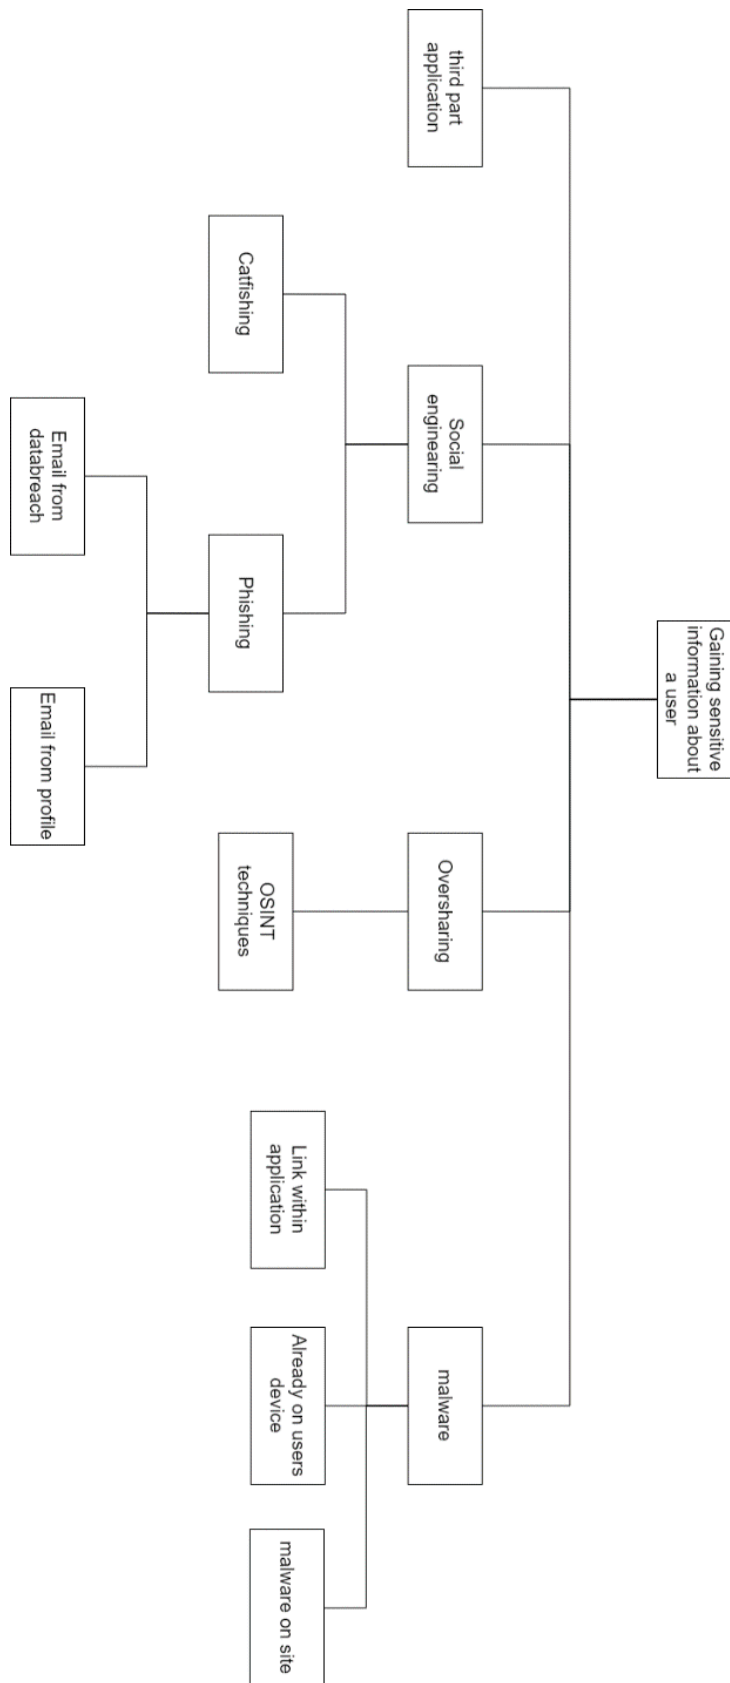 Gaining sensitive
information about
a user
third part
application
Social
enginearing
Oversharing
malware
Catfishing
Phishing
OSINT
techniques
Link within
application
Already on users
device
malware on site
Email from
databreach
Email from profile